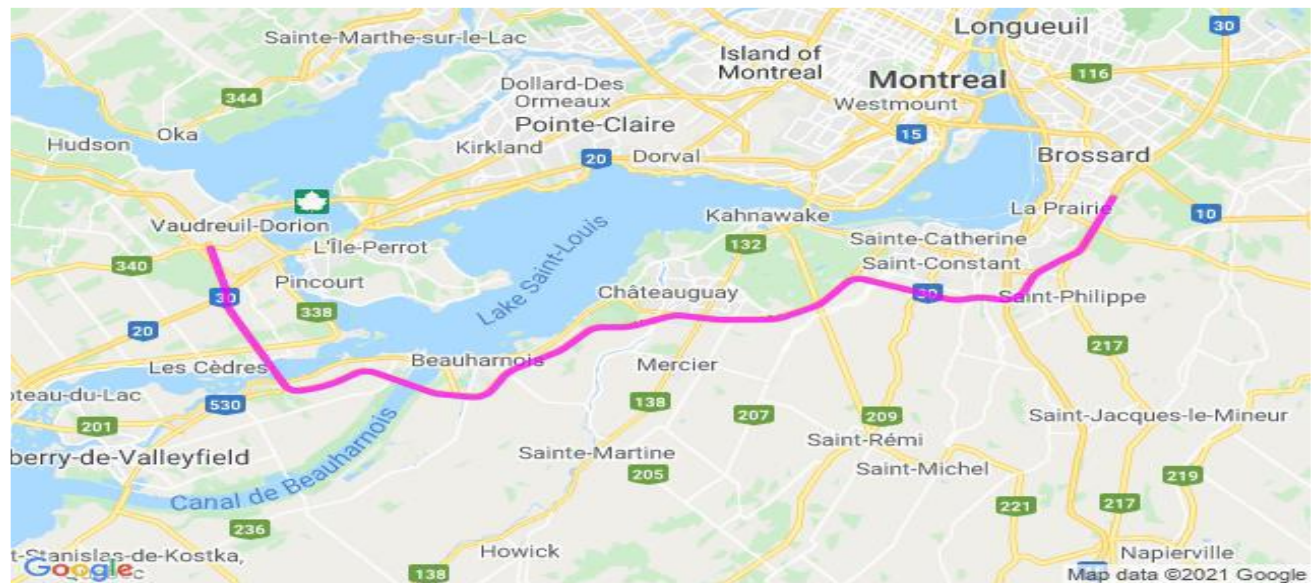 Longueuil
30
Sainte-Marthe-sur-le-Lac
Island of
Montreal
116
Dollard-Des
Ormeaux
Montreal
344
Westmount
Oka
Pointe-Claire
15
Hudson
Kirkland
20
Dorval
Brossard
Vaudreuil-Dorion
Kahnawake
La Prairie
10
L'Île-Perrot
132
Sainte-Catherine
340
Lake Saint-Louis
Saint-Constant
Pincourt
30
Châteauguay
30
Saint-Philippe
338
20
Les Cèdres
Beauharnois
Mercier
217
oteau-du-Lac
530
138
207
209
Saint-Jacques-le-Mineur
201
Saint-Rémi
berry-de-Valleyfield
Sainte-Martine
205
Saint-Michel
219
Canal de Beauharnois
221
217
236
t-Stanislas-de-Kostka,
Howick
Napierville
Google
138
Map data ©2021 Google